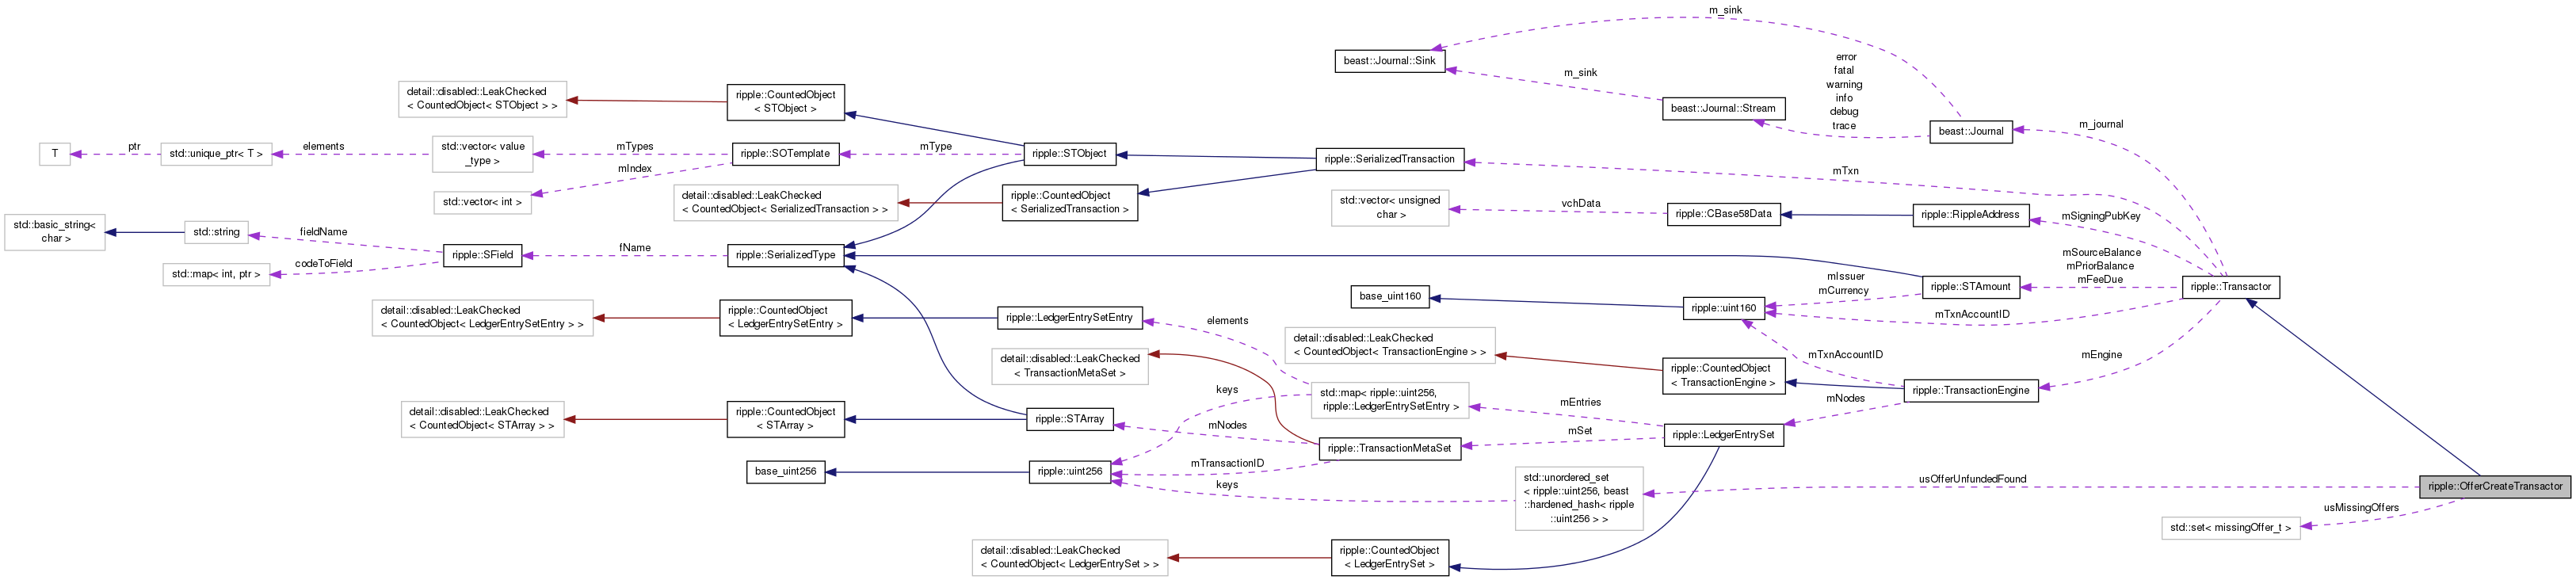 m_sink
error
fatal
warning
info
debug
trace
beast::Journal::Sink
m_sink
beast::Journal::Stream
beast::Journal
m_journal
detail::disabled::LeakChecked
< CountedObject< STObject > >
ripple::CountedObject
< STObject >
T
ptr
std::unique_ptr< T >
elements
std::vector< value
_type >
mTypes
mIndex
ripple::SOTemplate
mType
ripple::STObject
ripple::SerializedTransaction
mTxn
std::vector< int >
detail::disabled::LeakChecked
< CountedObject< SerializedTransaction > >
ripple::CountedObject
< SerializedTransaction >
std::vector< unsigned
char >
vchData
ripple::CBase58Data
ripple::RippleAddress
mSigningPubKey
std::basic_string<
char >
std::string
fieldName
std::map< int, ptr >
codeToField
ripple::SField
fName
ripple::SerializedType
mSourceBalance
mPriorBalance
mFeeDue
ripple::STAmount
mIssuer
mCurrency
ripple::Transactor
base_uint160
ripple::uint160
mTxnAccountID
detail::disabled::LeakChecked
< CountedObject< LedgerEntrySetEntry > >
ripple::CountedObject
< LedgerEntrySetEntry >
ripple::LedgerEntrySetEntry
elements
detail::disabled::LeakChecked
< CountedObject< TransactionEngine > >
ripple::CountedObject
< TransactionEngine >
mTxnAccountID
mEngine
ripple::TransactionEngine
detail::disabled::LeakChecked
< TransactionMetaSet >
keys
std::map< ripple::uint256,
ripple::LedgerEntrySetEntry >
mEntries
mNodes
detail::disabled::LeakChecked
< CountedObject< STArray > >
ripple::CountedObject
< STArray >
ripple::STArray
mNodes
ripple::TransactionMetaSet
mSet
ripple::LedgerEntrySet
base_uint256
ripple::uint256
mTransactionID
keys
std::unordered_set
< ripple::uint256, beast
::hardened_hash< ripple
::uint256 > >
usOfferUnfundedFound
ripple::OfferCreateTransactor
usMissingOffers
std::set< missingOffer_t >
detail::disabled::LeakChecked
< CountedObject< LedgerEntrySet > >
ripple::CountedObject
< LedgerEntrySet >